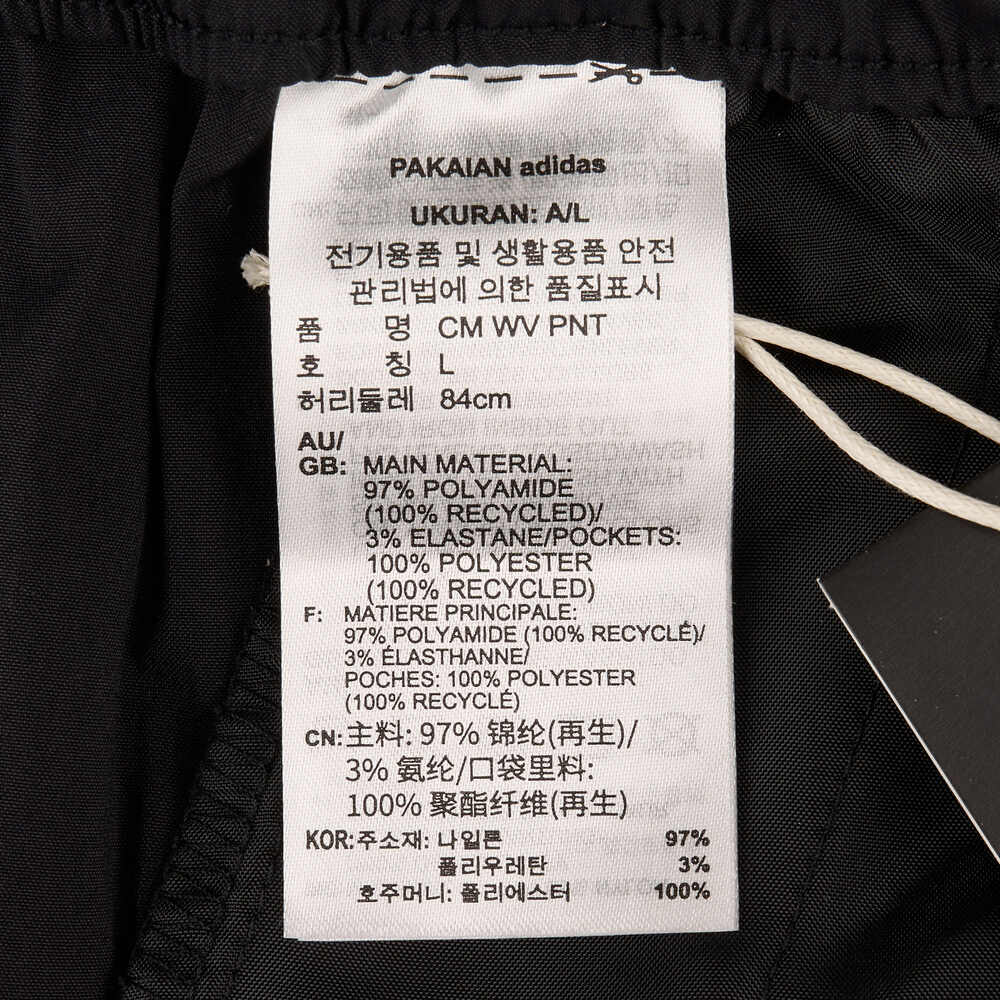 PAKAIAN adidas
UKURAN: A/L
전기용품 및 생활용품 안전
관리법에 의한 품질표시
품 명 CM WV PNT
호 칭 L
허리둘레 84cm
AU/
GB: MAIN MATERIAL:
97% POLYAMIDE
(100% RECYCLED)/
3% ELASTANE/POCKETS:
100% POLYESTER
(100% RECYCLED)
F: MATIERE PRINCIPALE:
97% POLYAMIDE (100% RECYCLÉ)/
3% ÉLASTHANNE/
POCHES: 100% POLYESTER
(100% RECYCLÉ)
CN: 主料: 97% 锦纶(再生)/
3% 氨纶/口袋里料:
100% 聚酯纤维(再生)
KOR: 주소재: 나일론 97%
폴리우레탄 3%
호주머니: 폴리에스터 100%